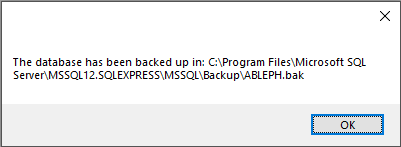 The database has been backed up in: C:\Program Files\Microsoft SQL
Server\MSSQL12.SQLEXPRESS\MSSQL\Backup\ABLEPH.bak
OK